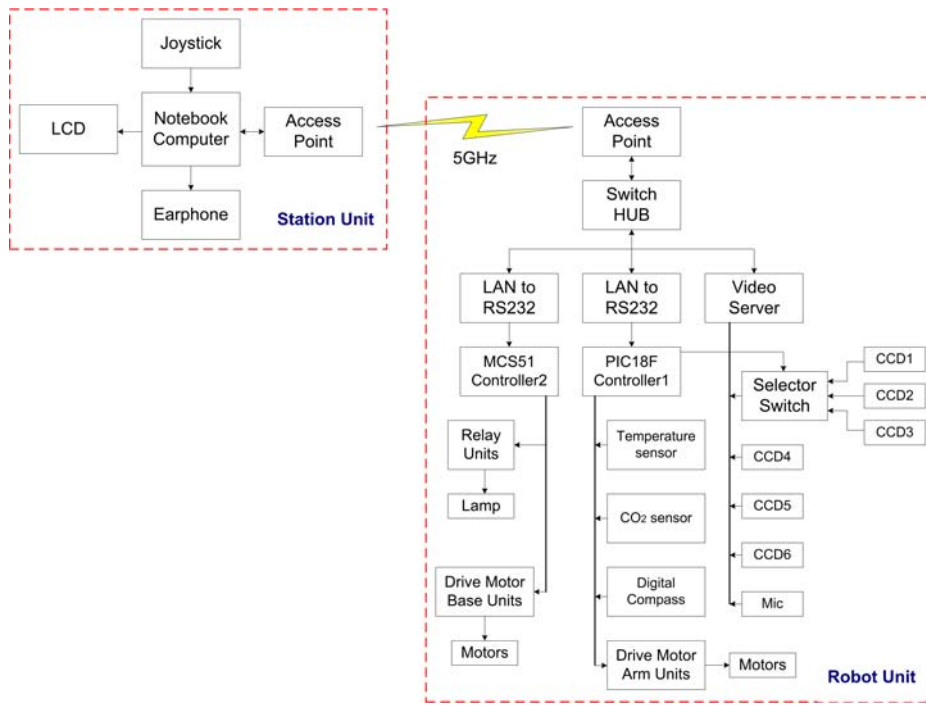 Joystick
LCD
Notebook
Computer
Access
Point
Earphone
Station Unit
5GHz
Access
Point
Switch
HUB
LAN to
RS232
LAN to
RS232
Video
Server
MCS51
Controller2
PIC18F
Controller1
Selector
Switch
CCD1
CCD2
CCD3
Relay
Units
Lamp
Temperature
sensor
CCD4
CO2 sensor
CCD5
CCD6
Drive Motor
Base Units
Digital
Compass
Mic
Motors
Drive Motor
Arm Units
Motors
Robot Unit